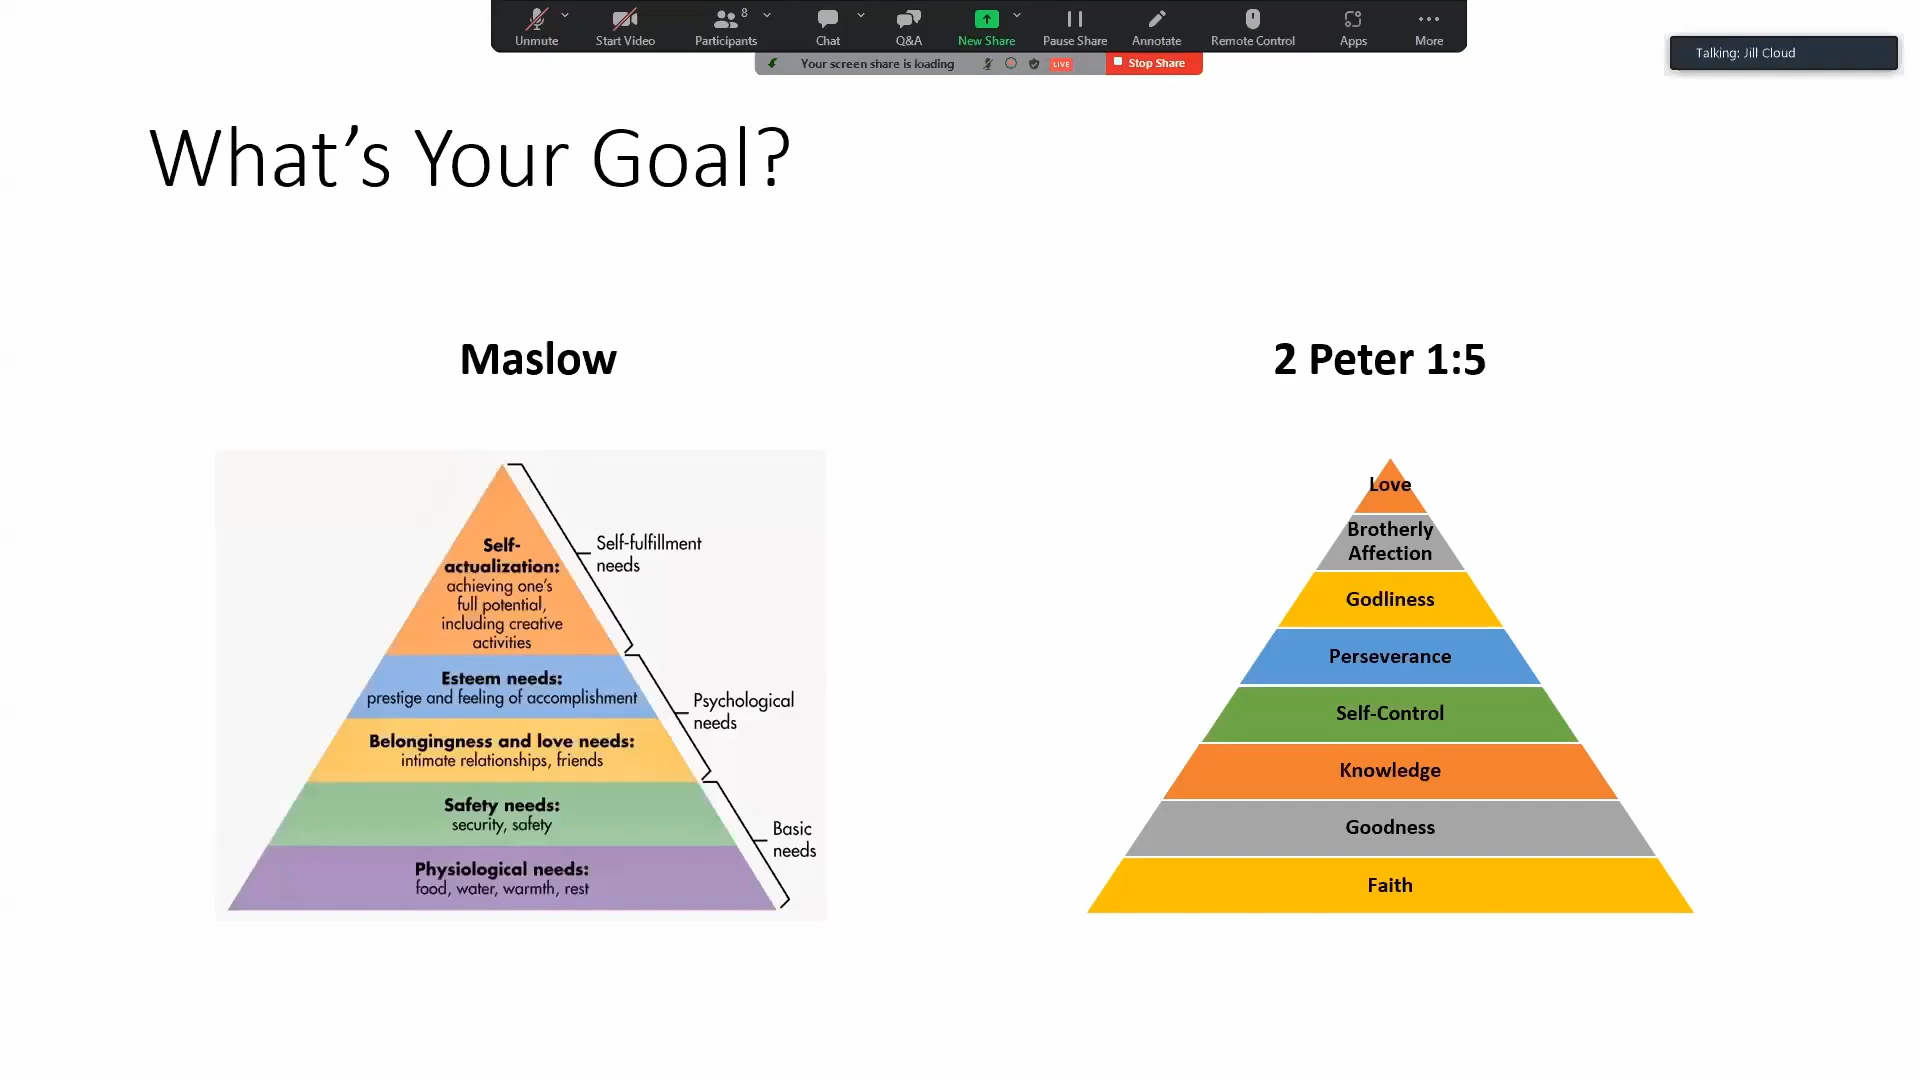 Unmute
Start Video
8
Participants
Chat
Q&A
New Share
Pause Share
Annotate
Remote Control
Apps
More
Your screen share is loading
LIVE
Stop Share
Talking: Jill Cloud
What's Your Goal?
Maslow
Self-
actualization:
achieving one's
full potential,
including creative
activities
Self-fulfillment
needs
Esteem needs:
prestige and feeling of accomplishment
Psychological
needs
Belongingness and love needs:
intimate relationships, friends
Safety needs:
security, safety
Basic
needs
Physiological needs:
food, water, warmth, rest
2 Peter 1:5
Love
Brotherly
Affection
Godliness
Perseverance
Self-Control
Knowledge
Goodness
Faith